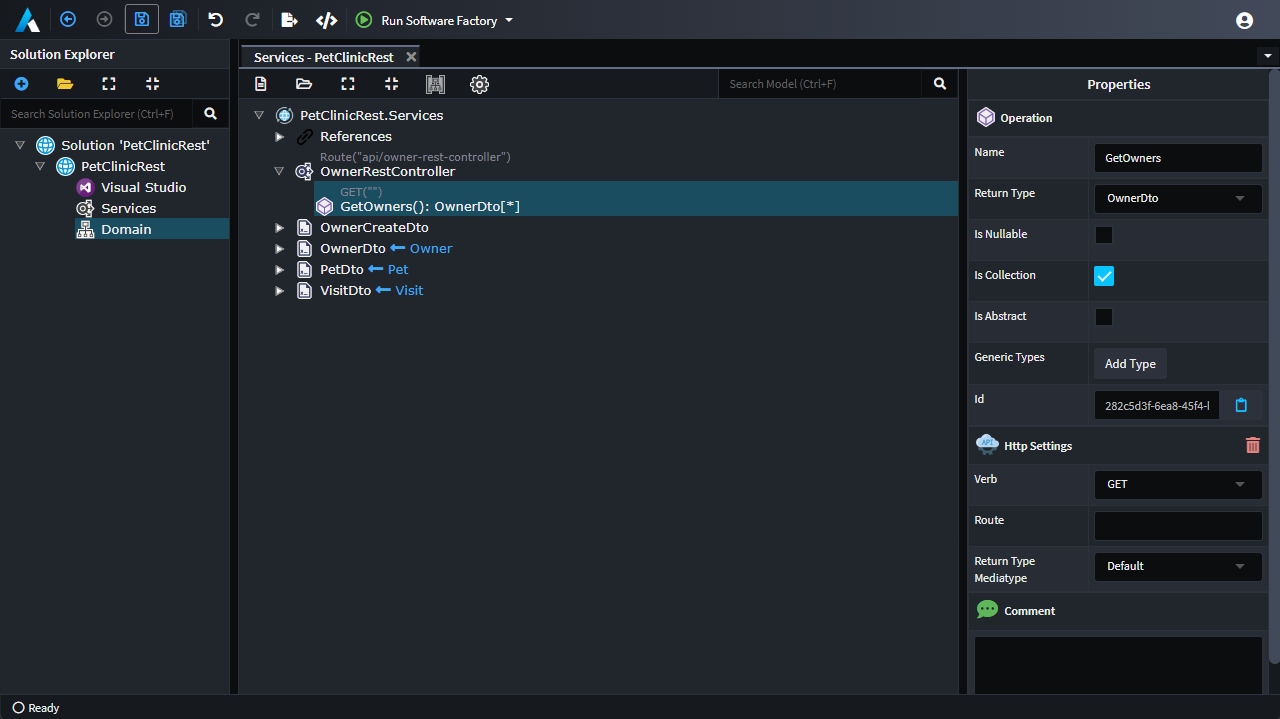 Run Software Factory
Solution Explorer
Search Solution Explorer (Ctrl+F)
Solution 'PetClinicRest'
PetClinicRest
Visual Studio
Services
Domain
Services - PetClinicRest
Search Model (Ctrl+F)
PetClinicRest.Services
References
Route("api/owner-rest-controller")
OwnerRestController
GET("")
GetOwners(): OwnerDto[*]
OwnerCreateDto
OwnerDto Owner
PetDto Pet
VisitDto Visit
Properties
Operation
Name GetOwners
Return Type OwnerDto
Is Nullable
Is Collection
Is Abstract
Generic Types Add Type
Id 282c5d3f-6ea8-45f4-
API Http Settings
Verb GET
Route
Return Type
Mediatype Default
Comment
Ready